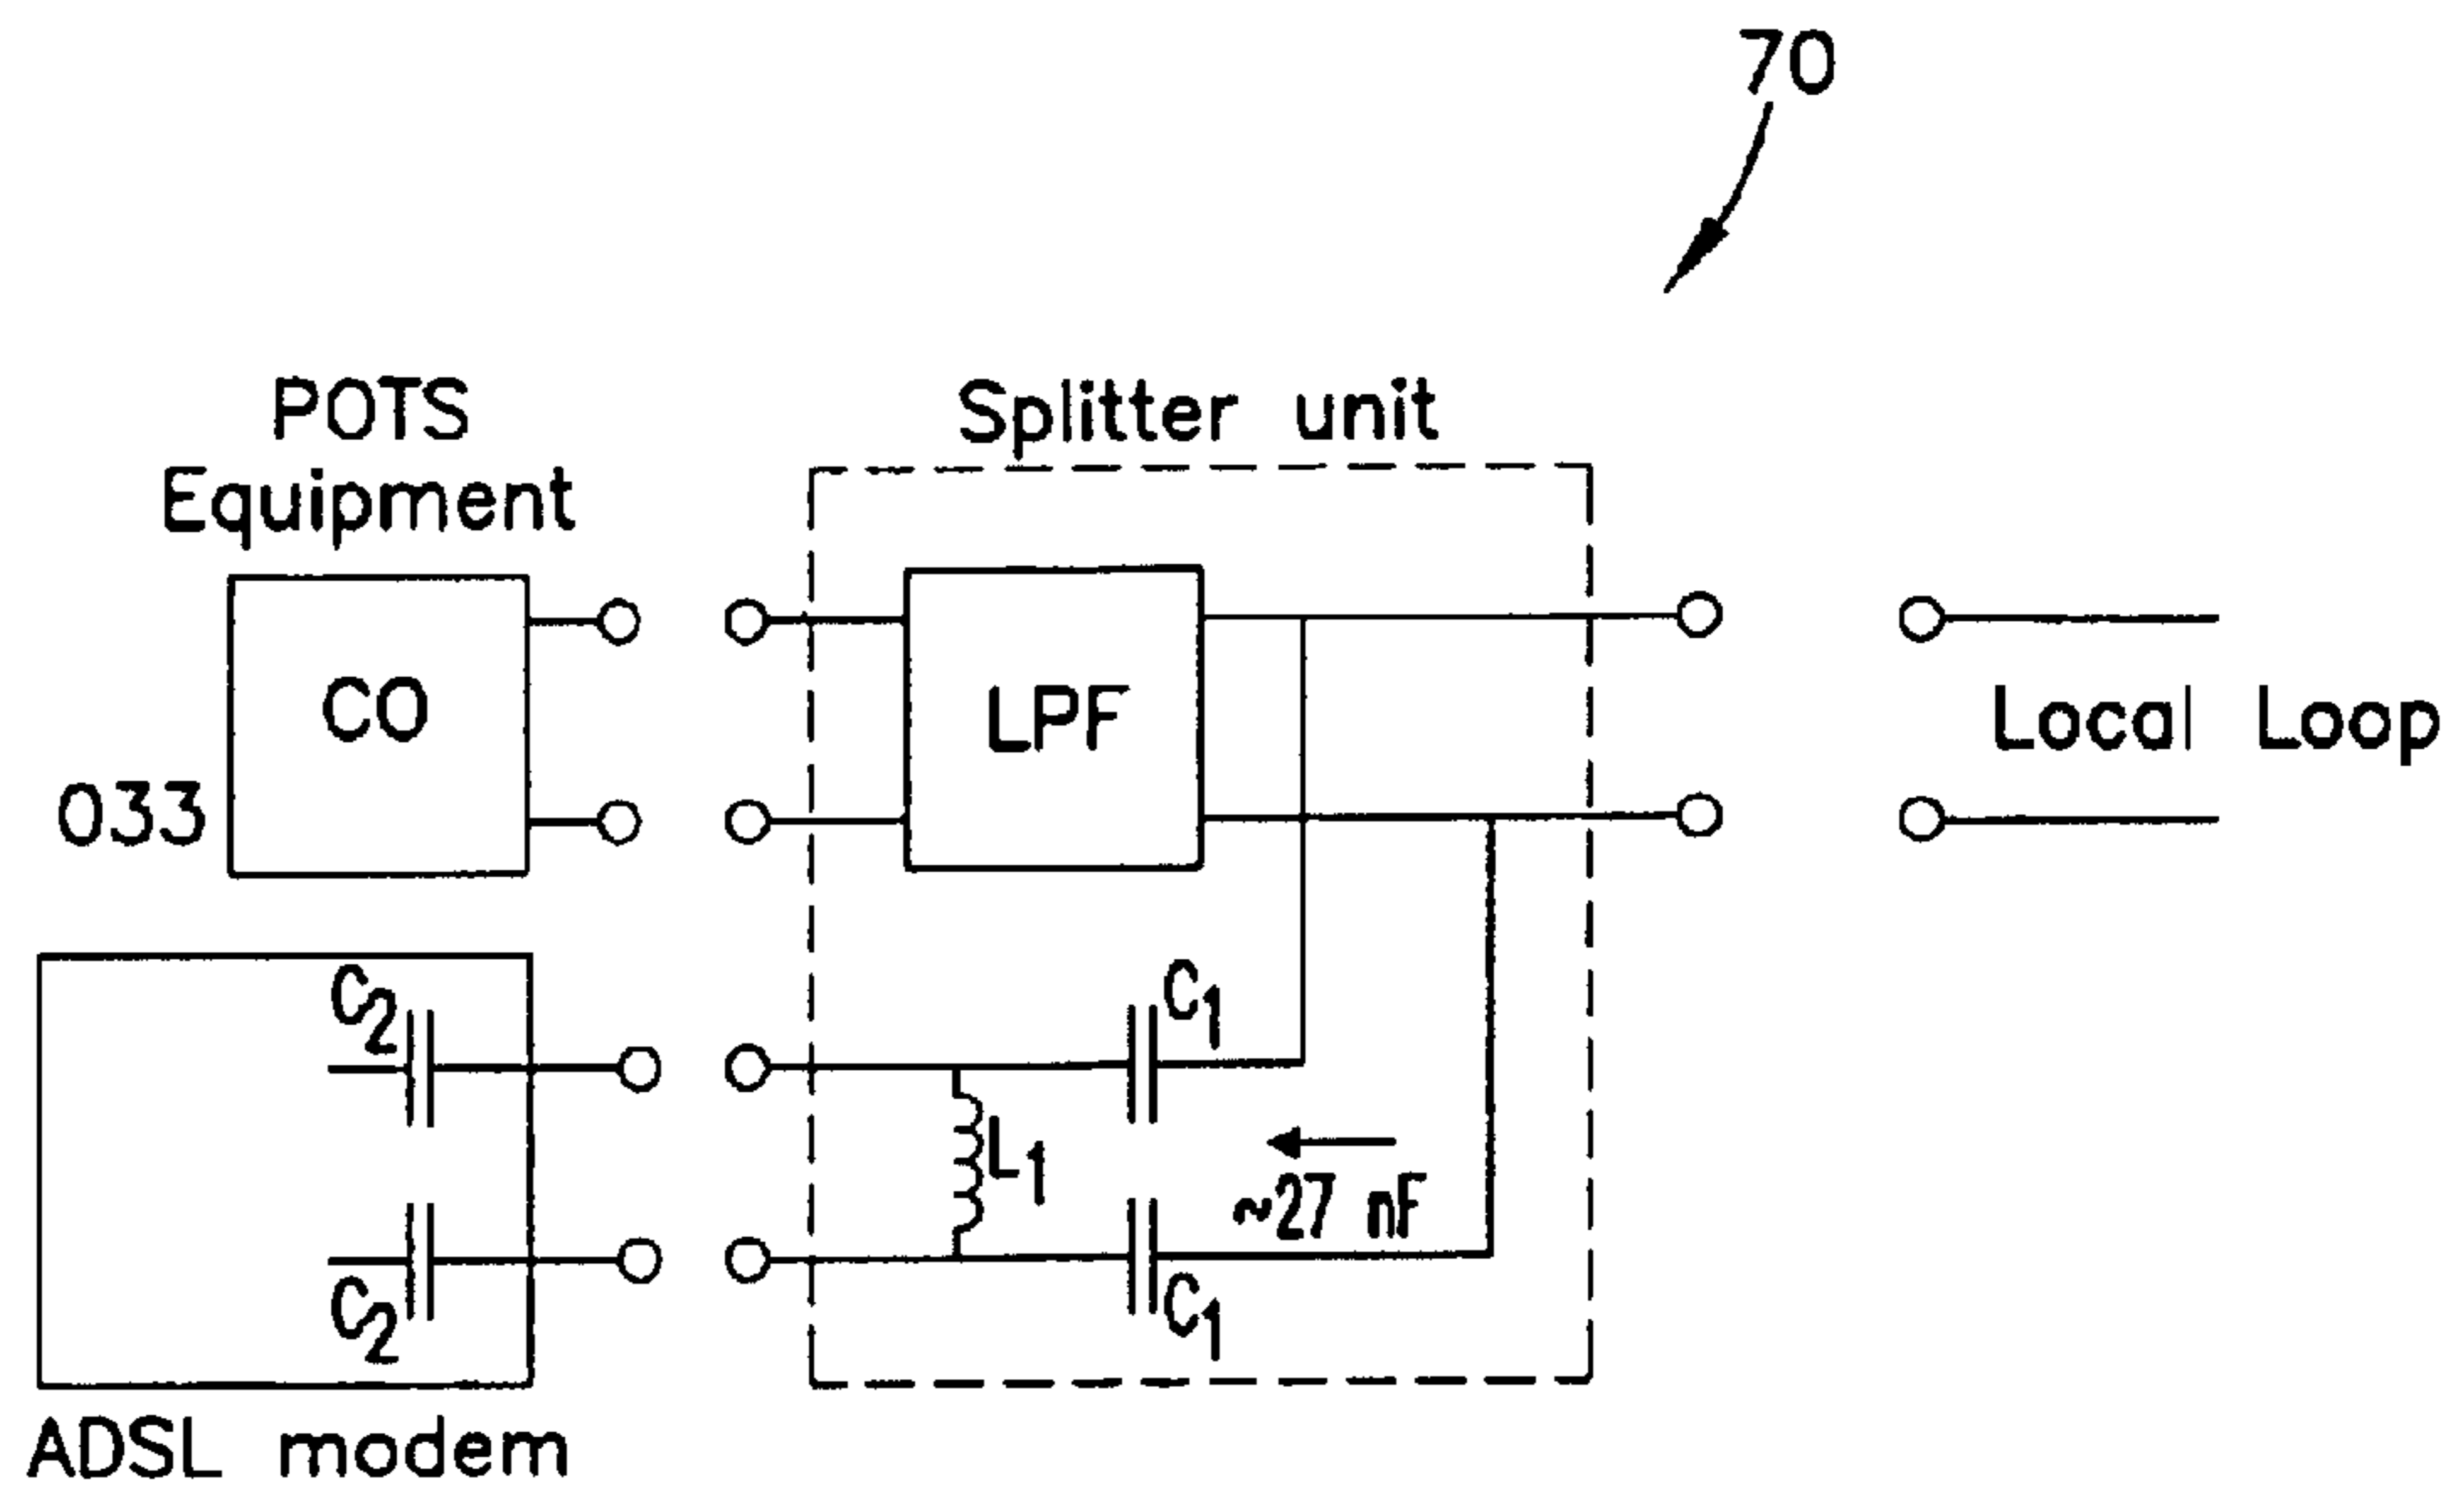 70
POTS
Equipment
Splitter unit
CO
LPF
Local Loop
033
C2
C1
L1
~27 nF
C2
C1
ADSL modem